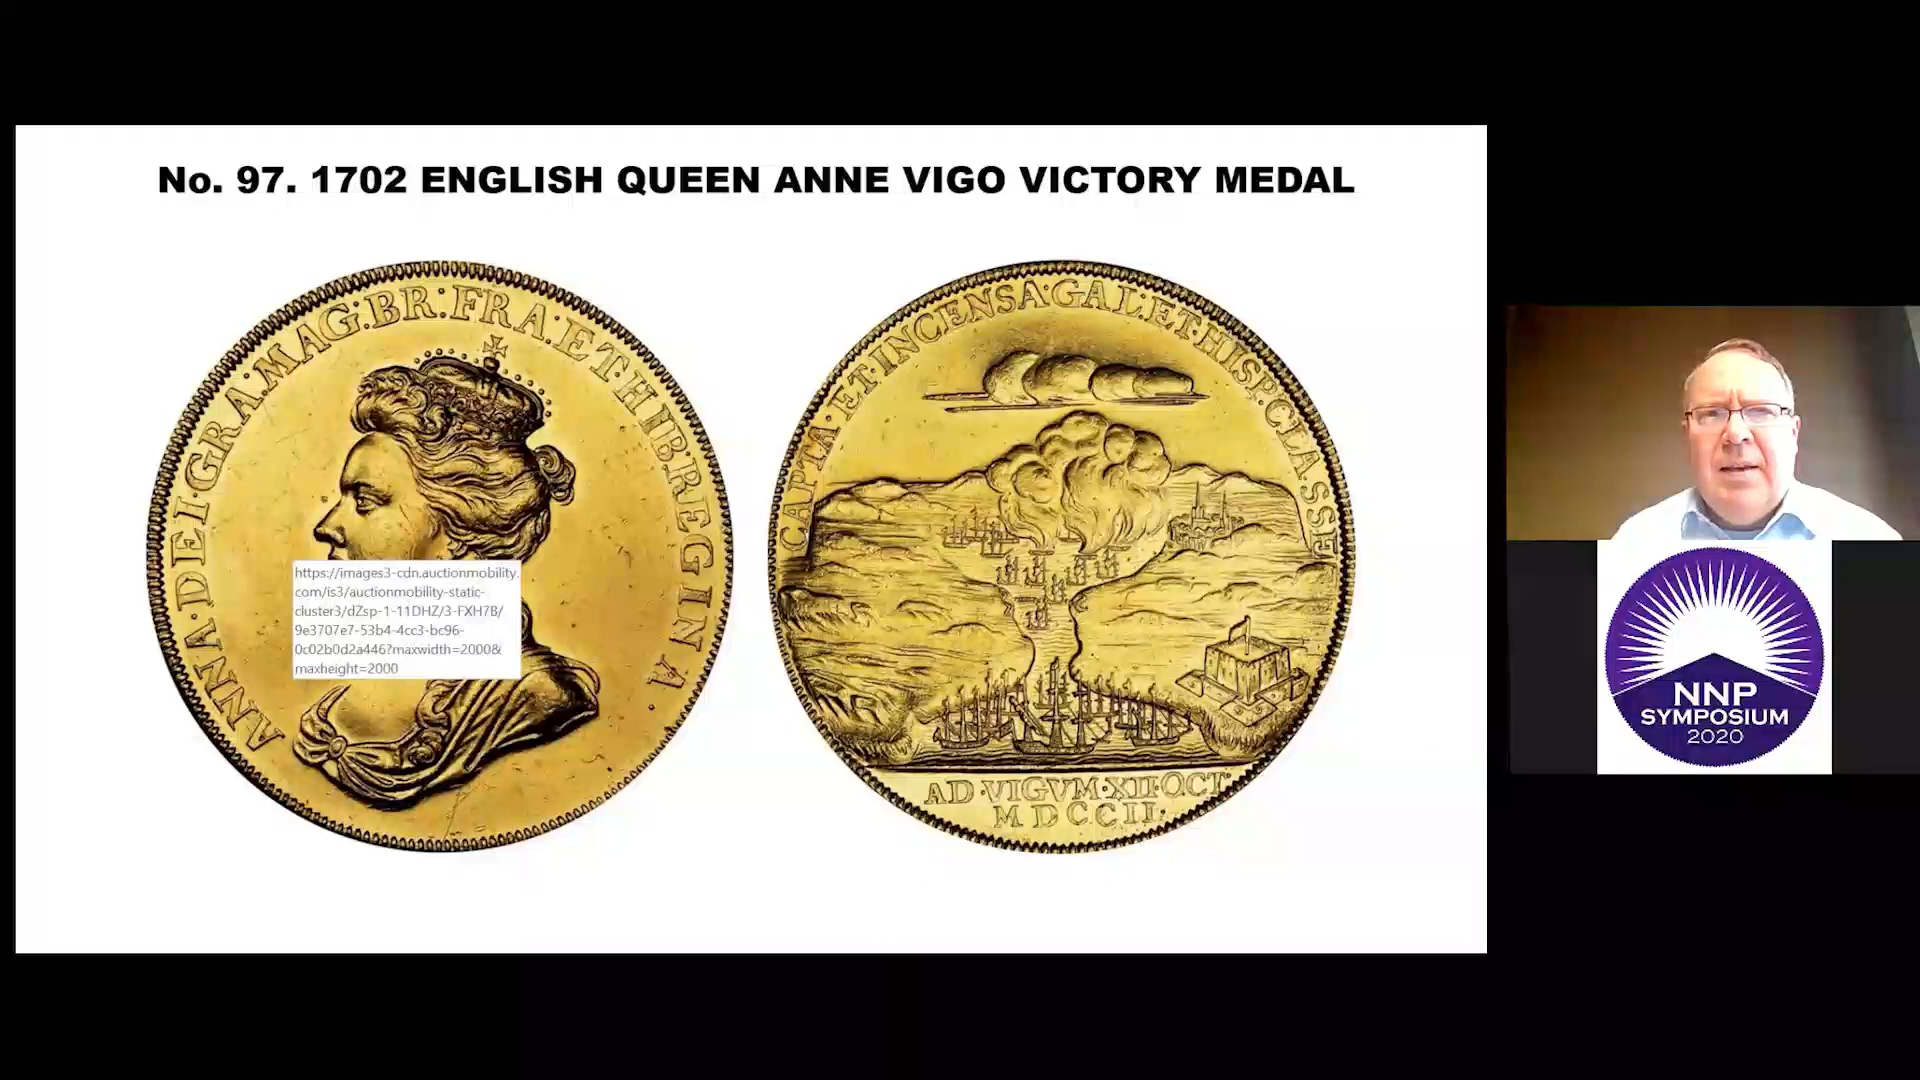 No. 97. 1702 ENGLISH QUEEN ANNE VIGO VICTORY MEDAL
ANNA·DEI·GRA:MAG:BR:FRA:ET·HIB:REGINA·
https://images3-cdn.auctionmobility.
com/is3/auctionmobility-static-
cluster3/dZsp-1-11DHZ/3-FXH7B/
9e3707e7-53b4-4cc3-bc96-
0c02b0d2a446?maxwidth=2000&
maxheight=2000
CAPTA·ET·INCENSA·GAL·ET·HISP:CLASSE
AD·VIGVM·XII·OCT·
MDCCII·
NNP
SYMPOSIUM
2020